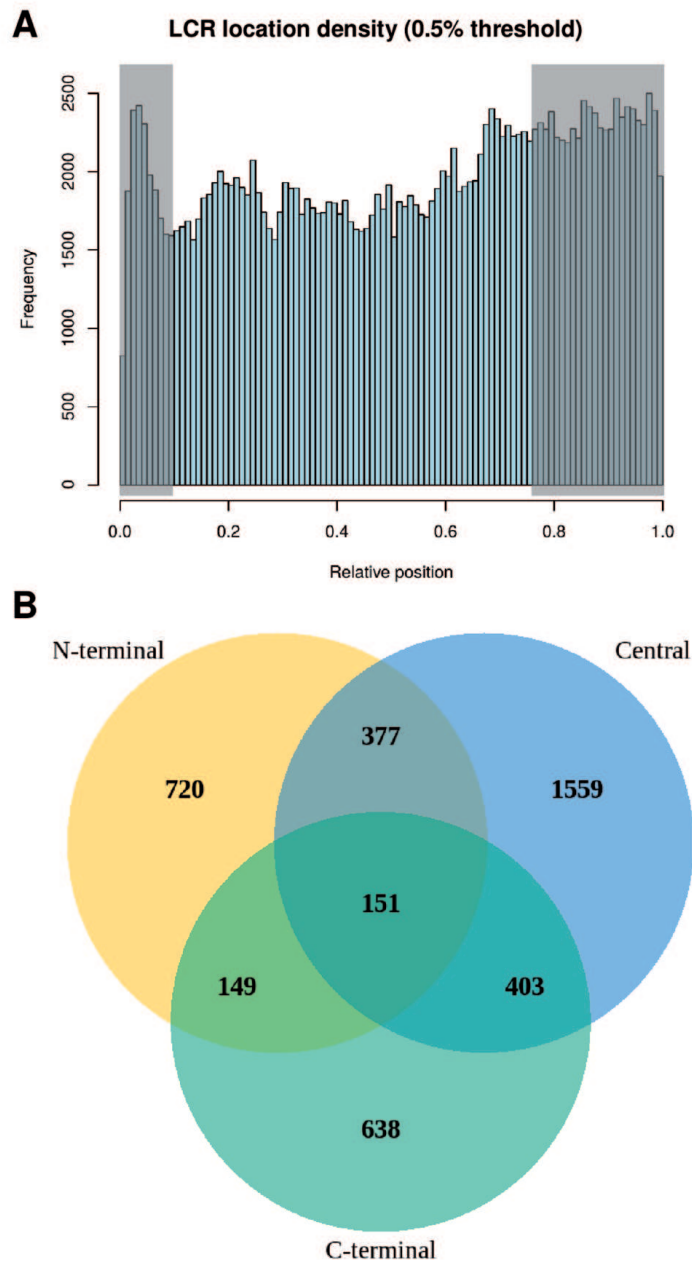 A
LCR location density (0.5% threshold)
2500
2000
1500
1000
500
0
Frequency
0.0 0.2 0.4 0.6 0.8 1.0
Relative position
B
N-terminal
Central
377
720
1559
151
149
403
638
C-terminal